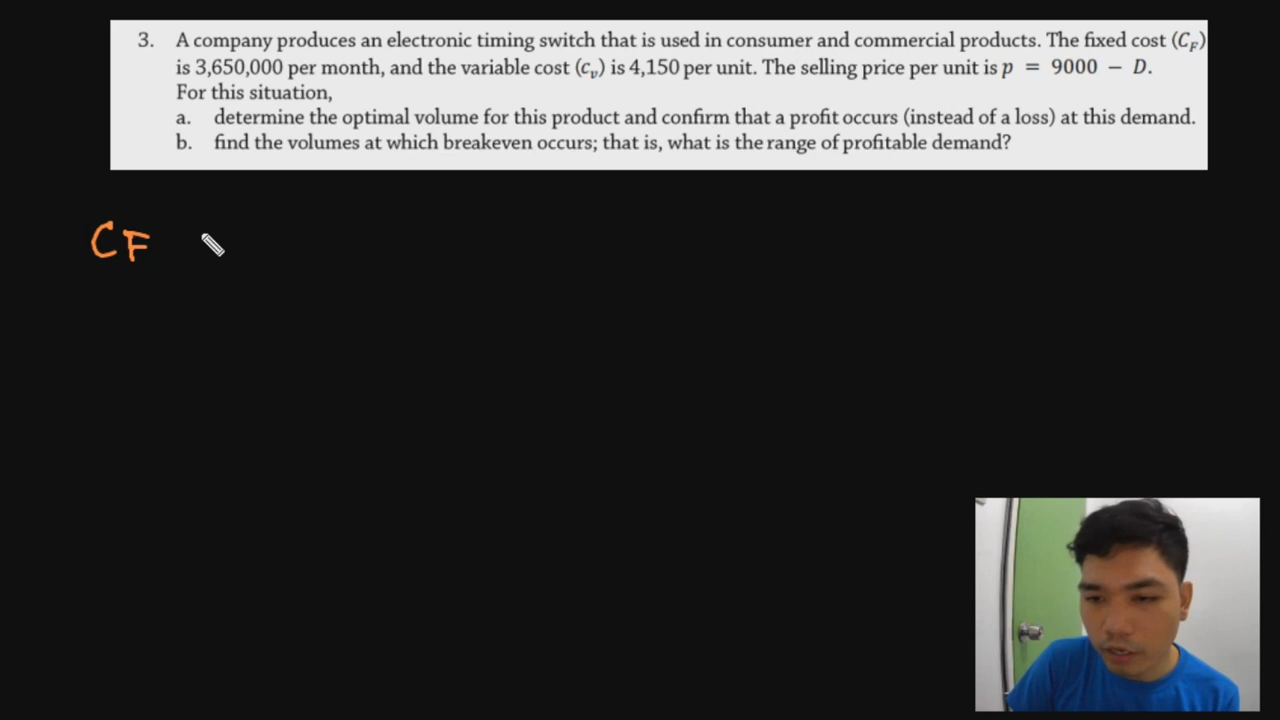 3. A company produces an electronic timing switch that is used in consumer and commercial products. The fixed cost (C_F)
is 3,650,000 per month, and the variable cost (c_v) is 4,150 per unit. The selling price per unit is p = 9000 − D.
For this situation,
a. determine the optimal volume for this product and confirm that a profit occurs (instead of a loss) at this demand.
b. find the volumes at which breakeven occurs; that is, what is the range of profitable demand?
CF